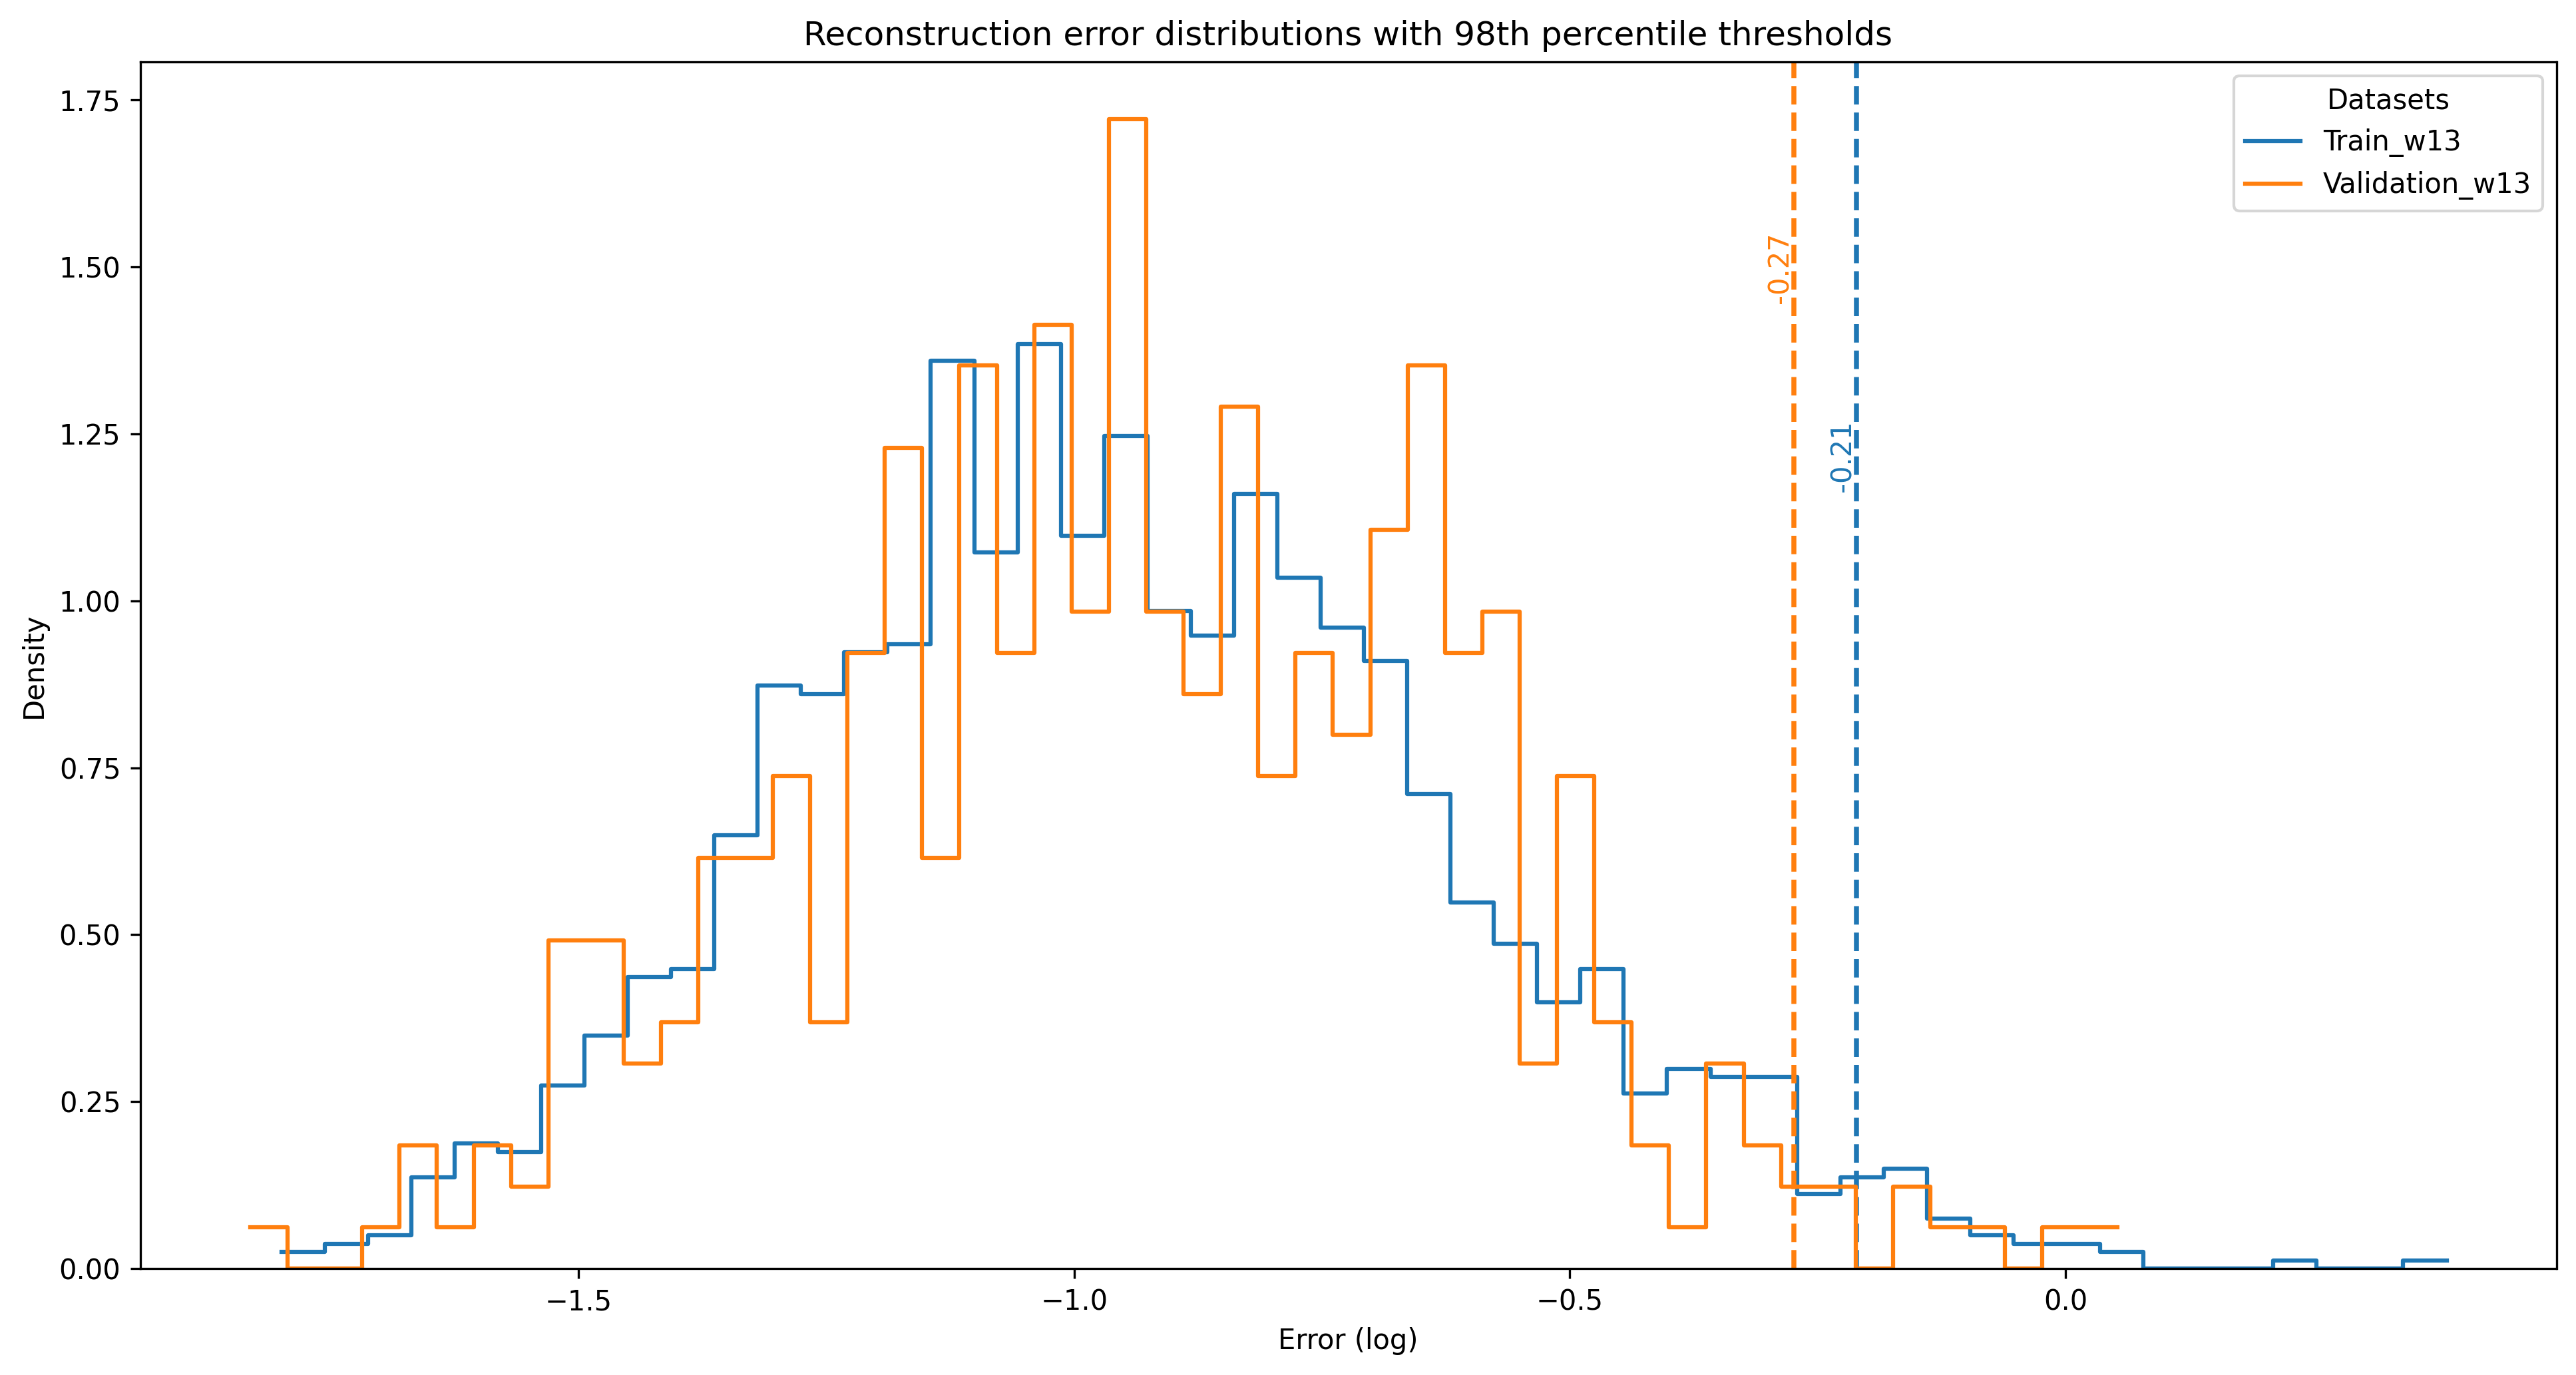 Reconstruction error distributions with 98th percentile thresholds
Datasets
Train_w13
Validation_w13
1.75
1.50
1.25
1.00
0.75
0.50
0.25
0.00
Density
-0.27
-0.21
−1.5
−1.0
−0.5
0.0
Error (log)